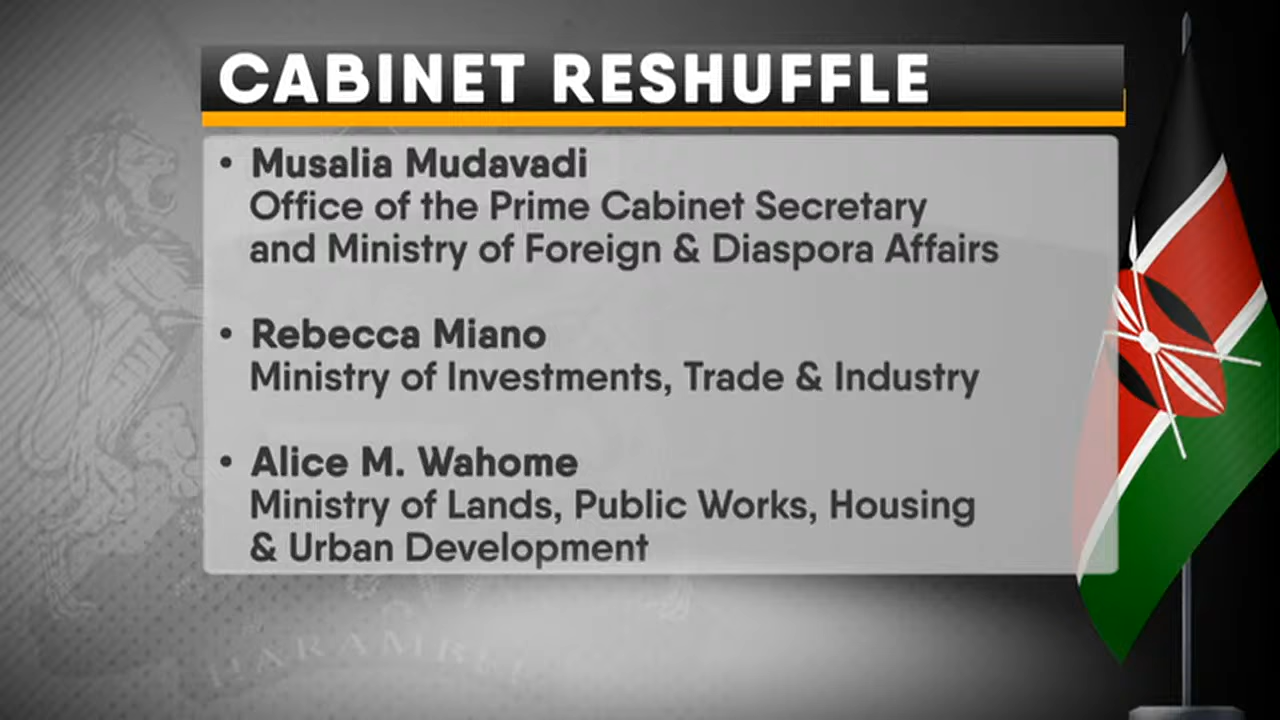 CABINET RESHUFFLE
• Musalia Mudavadi
Office of the Prime Cabinet Secretary
and Ministry of Foreign & Diaspora Affairs
• Rebecca Miano
Ministry of Investments, Trade & Industry
• Alice M. Wahome
Ministry of Lands, Public Works, Housing
& Urban Development
HARAMBEE